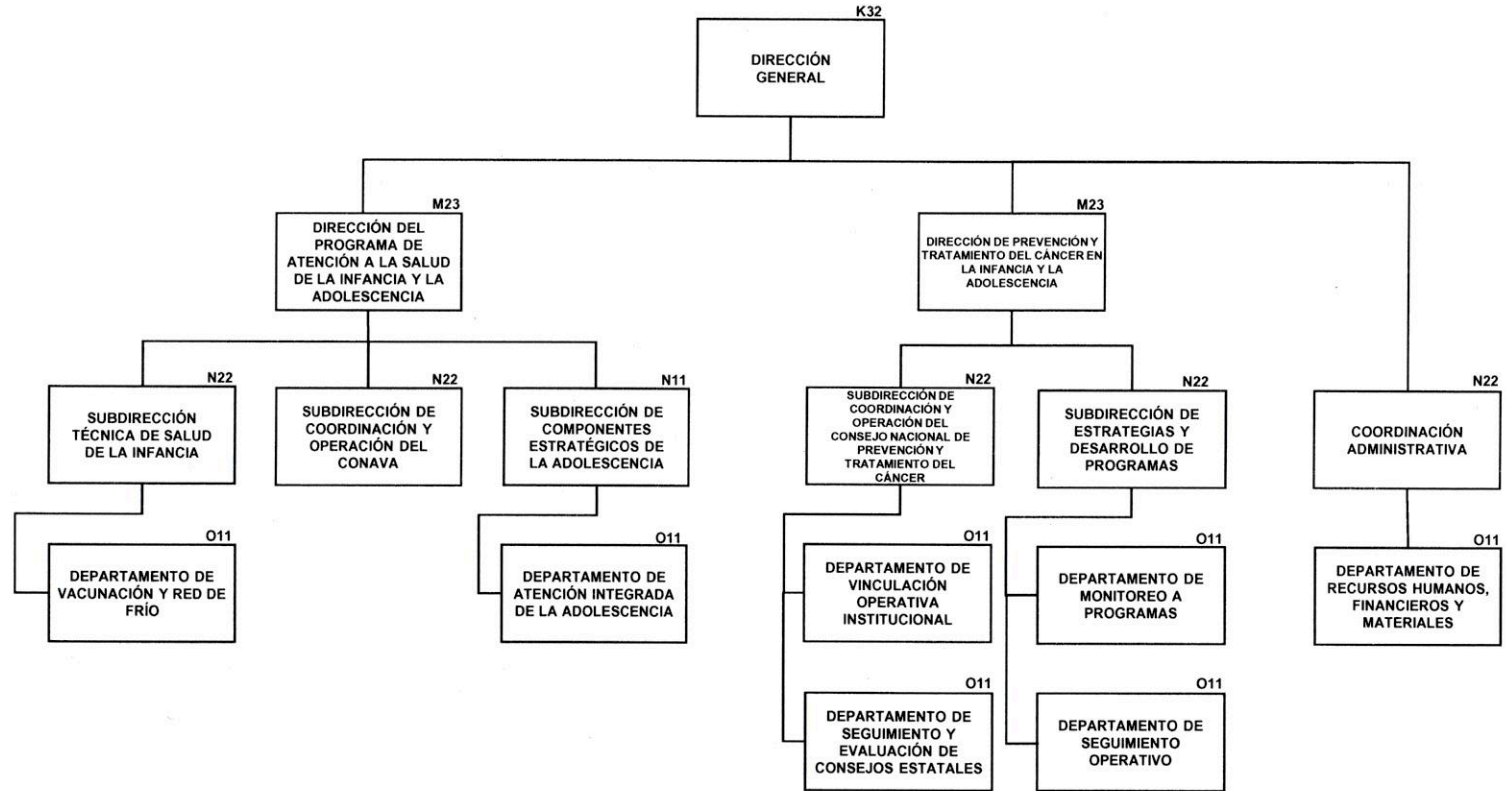 K32
DIRECCIÓN
GENERAL
M23
DIRECCIÓN DEL
PROGRAMA DE
ATENCIÓN A LA SALUD
DE LA INFANCIA Y LA
ADOLESCENCIA
M23
DIRECCIÓN DE PREVENCIÓN Y
TRATAMIENTO DEL CÁNCER EN
LA INFANCIA Y LA
ADOLESCENCIA
N22
SUBDIRECCIÓN
TÉCNICA DE SALUD
DE LA INFANCIA
N22
SUBDIRECCIÓN DE
COORDINACIÓN Y
OPERACIÓN DEL
CONAVA
N11
SUBDIRECCIÓN DE
COMPONENTES
ESTRATÉGICOS DE
LA ADOLESCENCIA
N22
SUBDIRECCIÓN DE
COORDINACIÓN Y
OPERACIÓN DEL
CONSEJO NACIONAL DE
PREVENCIÓN Y
TRATAMIENTO DEL
CÁNCER
N22
SUBDIRECCIÓN DE
ESTRATEGIAS Y
DESARROLLO DE
PROGRAMAS
N22
COORDINACIÓN
ADMINISTRATIVA
O11
DEPARTAMENTO DE
VACUNACIÓN Y RED DE
FRÍO
O11
DEPARTAMENTO DE
ATENCIÓN INTEGRADA
DE LA ADOLESCENCIA
O11
DEPARTAMENTO DE
VINCULACIÓN
OPERATIVA
INSTITUCIONAL
O11
DEPARTAMENTO DE
MONITOREO A
PROGRAMAS
O11
DEPARTAMENTO DE
RECURSOS HUMANOS,
FINANCIEROS Y
MATERIALES
O11
DEPARTAMENTO DE
SEGUIMIENTO Y
EVALUACIÓN DE
CONSEJOS ESTATALES
O11
DEPARTAMENTO DE
SEGUIMIENTO
OPERATIVO